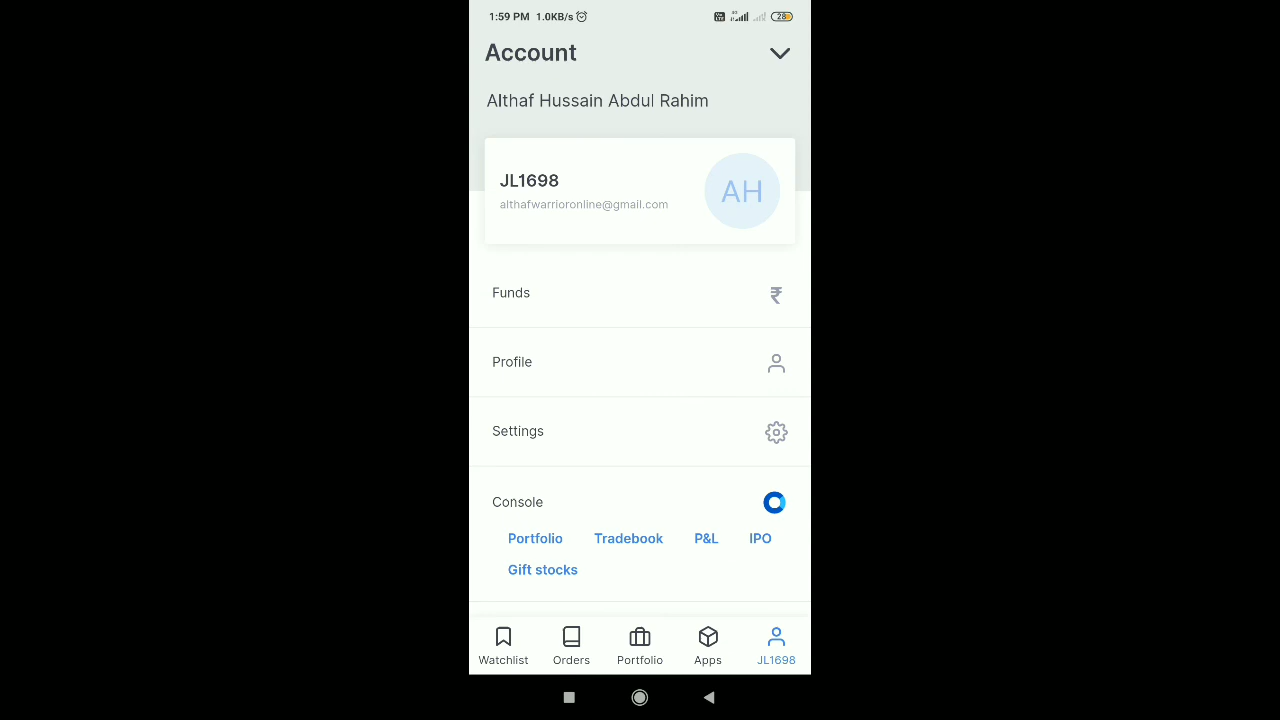 1:59 PM 1.0KB/s 28
Account
Althaf Hussain Abdul Rahim
JL1698
althafwarrioronline@gmail.com
AH
Funds
₹
Profile
Settings
Console
Portfolio Tradebook P&L IPO
Gift stocks
Watchlist Orders Portfolio Apps JL1698